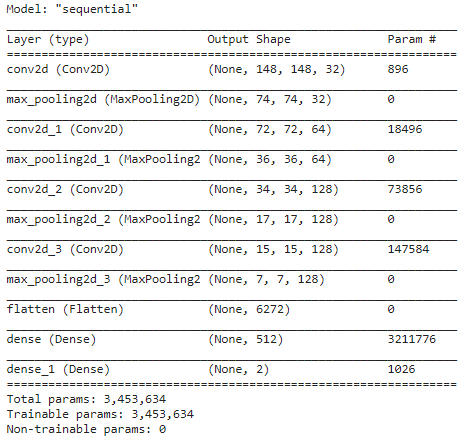 Model: "sequential"
Layer (type) Output Shape Param #
conv2d (Conv2D) (None, 148, 148, 32) 896
max_pooling2d (MaxPooling2D) (None, 74, 74, 32) 0
conv2d_1 (Conv2D) (None, 72, 72, 64) 18496
max_pooling2d_1 (MaxPooling2 (None, 36, 36, 64) 0
conv2d_2 (Conv2D) (None, 34, 34, 128) 73856
max_pooling2d_2 (MaxPooling2 (None, 17, 17, 128) 0
conv2d_3 (Conv2D) (None, 15, 15, 128) 147584
max_pooling2d_3 (MaxPooling2 (None, 7, 7, 128) 0
flatten (Flatten) (None, 6272) 0
dense (Dense) (None, 512) 3211776
dense_1 (Dense) (None, 2) 1026
Total params: 3,453,634
Trainable params: 3,453,634
Non-trainable params: 0